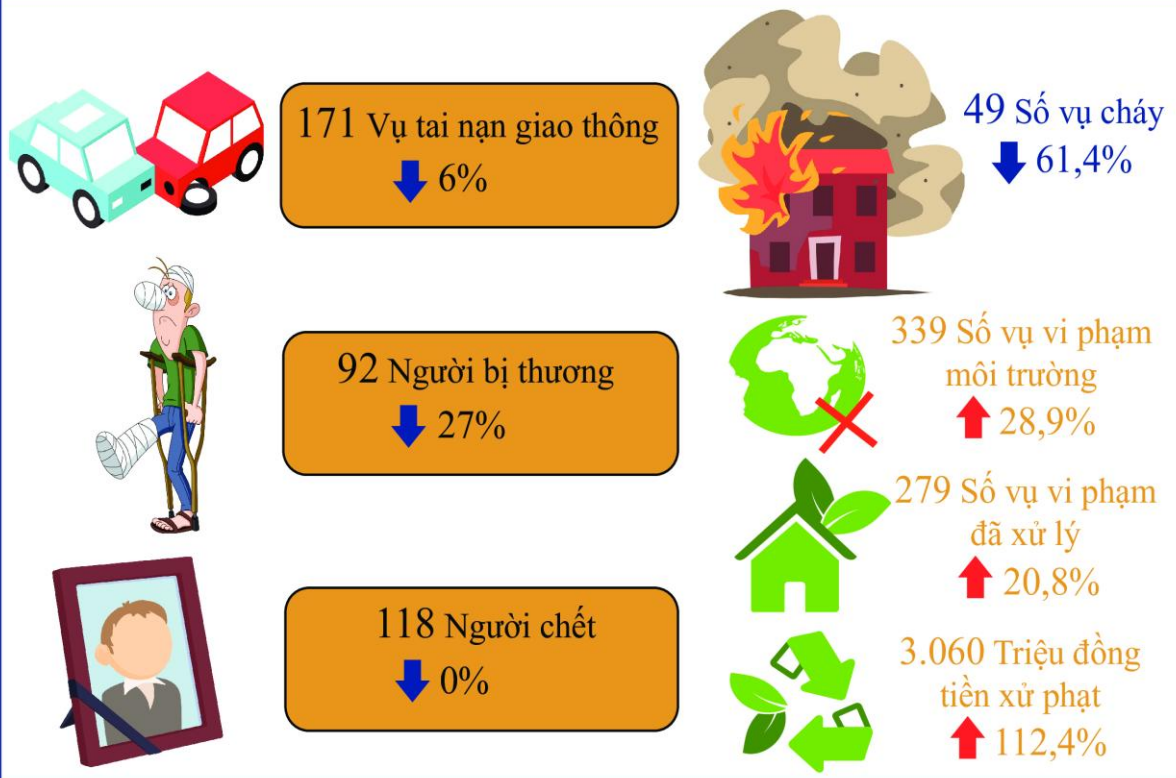 171 Vụ tai nạn giao thông
6%
92 Người bị thương
27%
118 Người chết
0%
49 Số vụ cháy
61,4%
339 Số vụ vi phạm
môi trường
28,9%
279 Số vụ vi phạm
đã xử lý
20,8%
3.060 Triệu đồng
tiền xử phạt
112,4%